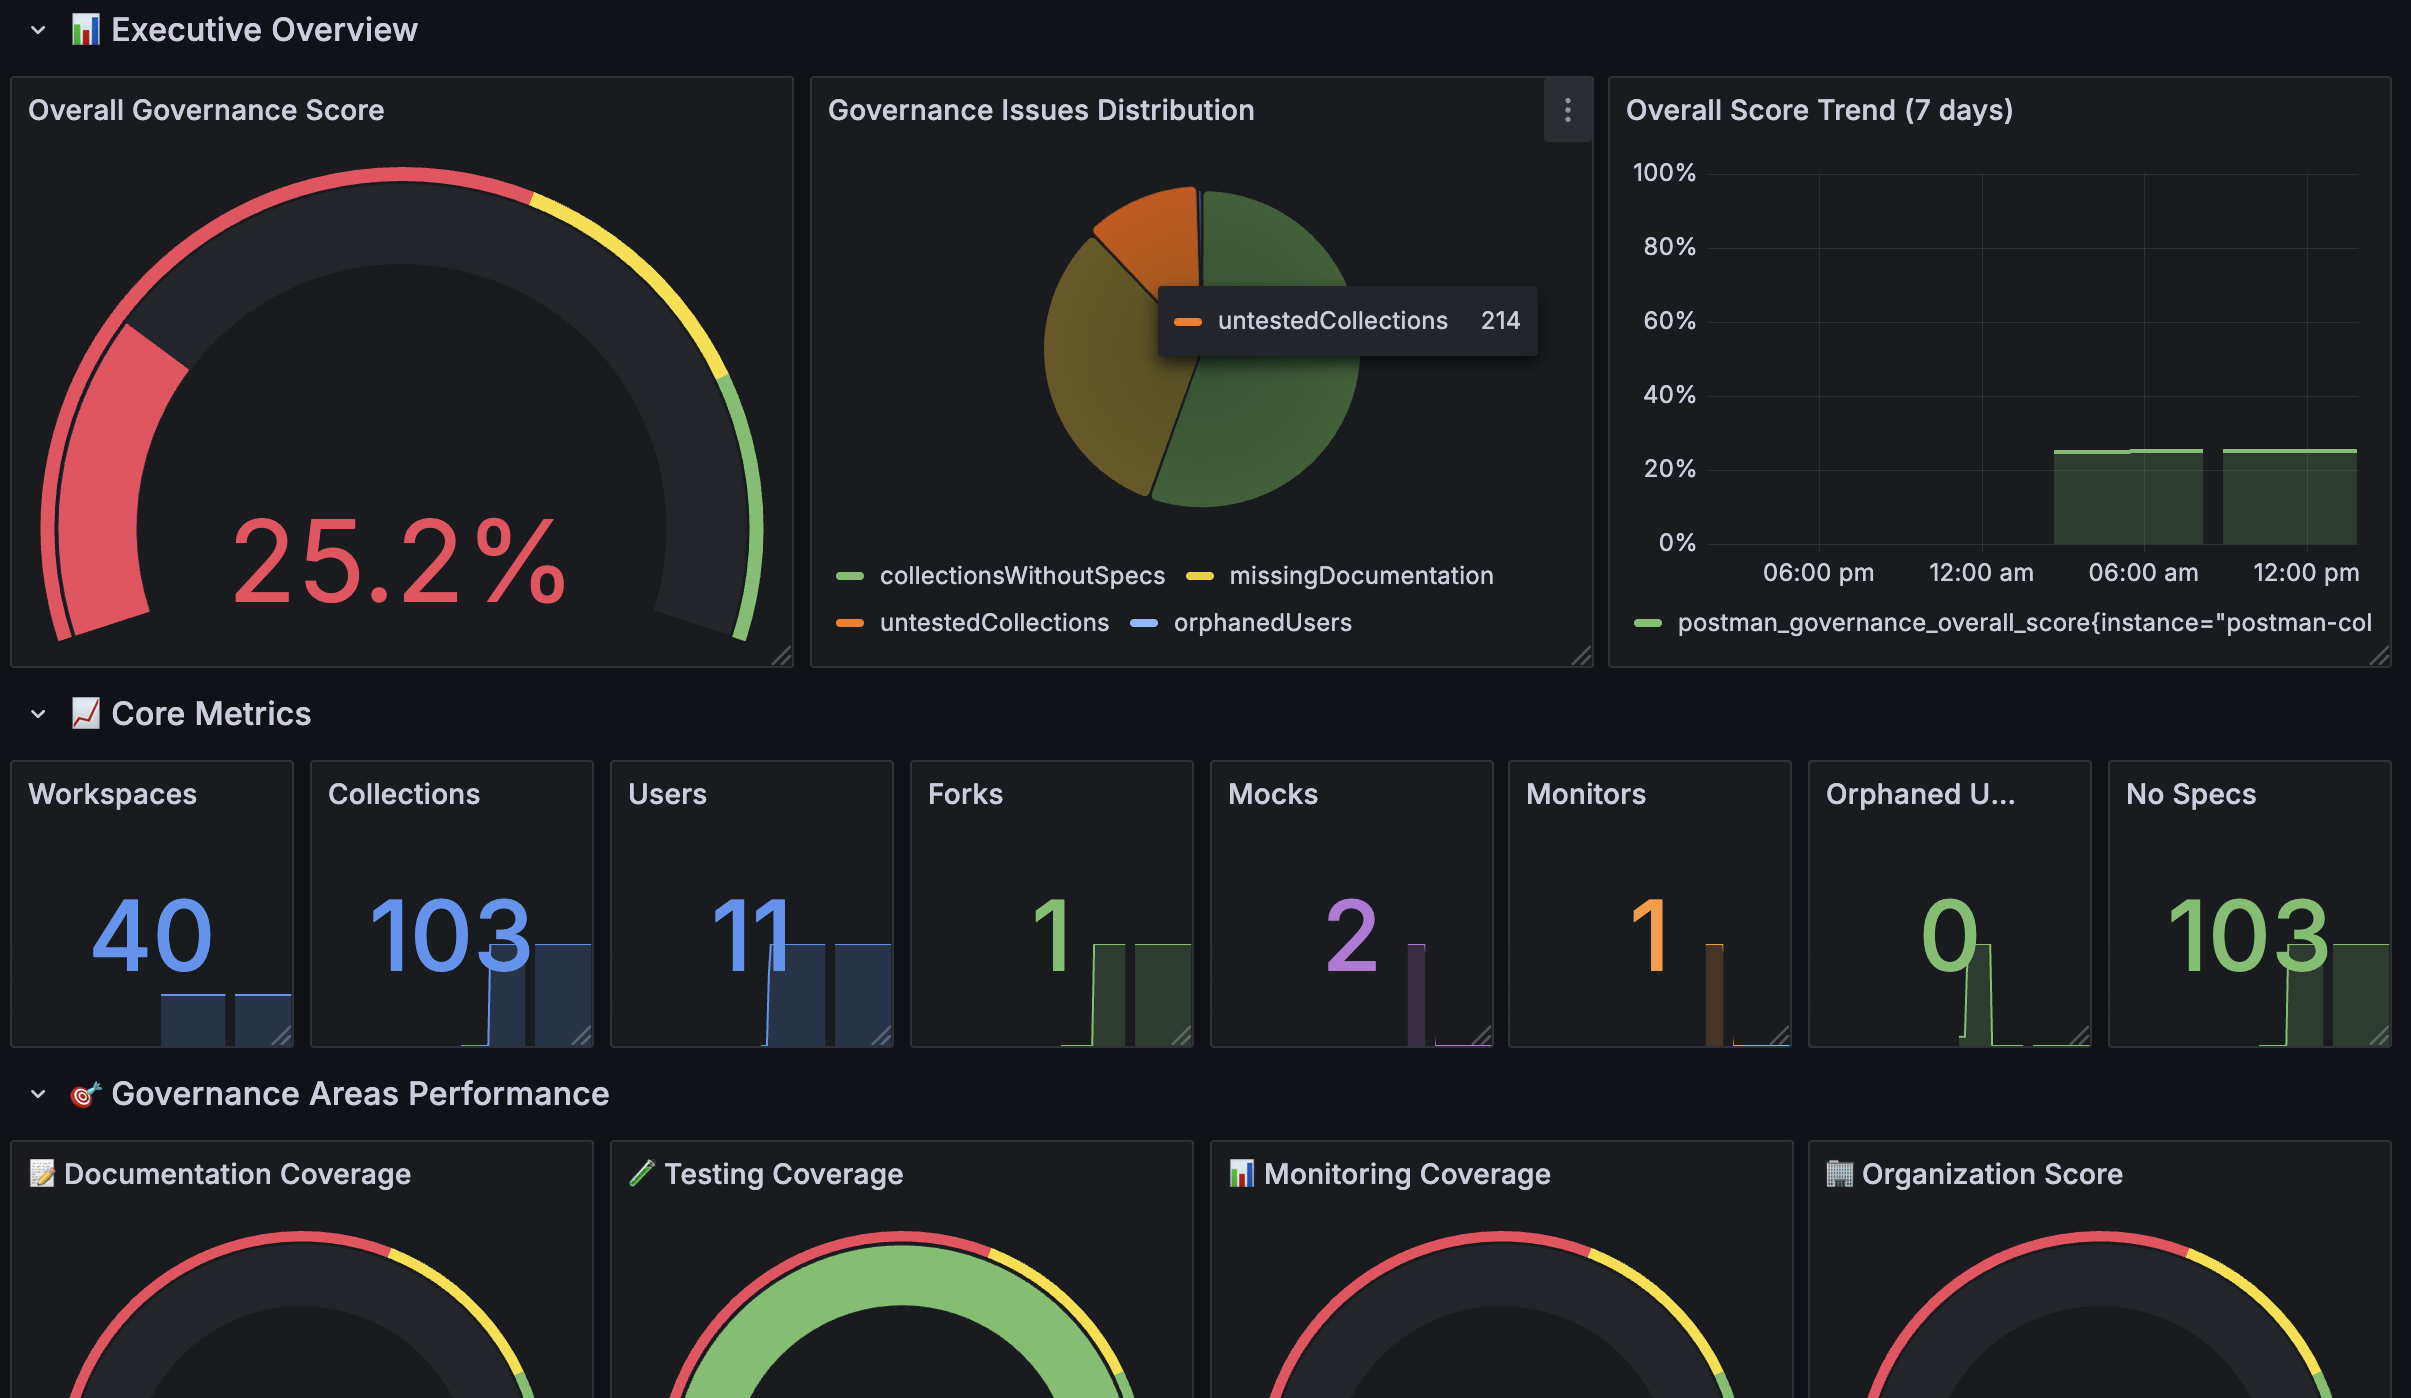 Executive Overview
Overall Governance Score
Governance Issues Distribution
Overall Score Trend (7 days)
25.2%
untestedCollections 214
collectionsWithoutSpecs missingDocumentation
untestedCollections orphanedUsers
100%
80%
60%
40%
20%
0%
06:00 pm 12:00 am 06:00 am 12:00 pm
postman_governance_overall_score{instance="postman-col
Core Metrics
Workspaces
40
Collections
103
Users
11
Forks
1
Mocks
2
Monitors
1
Orphaned U...
0
No Specs
103
Governance Areas Performance
Documentation Coverage
Testing Coverage
Monitoring Coverage
Organization Score